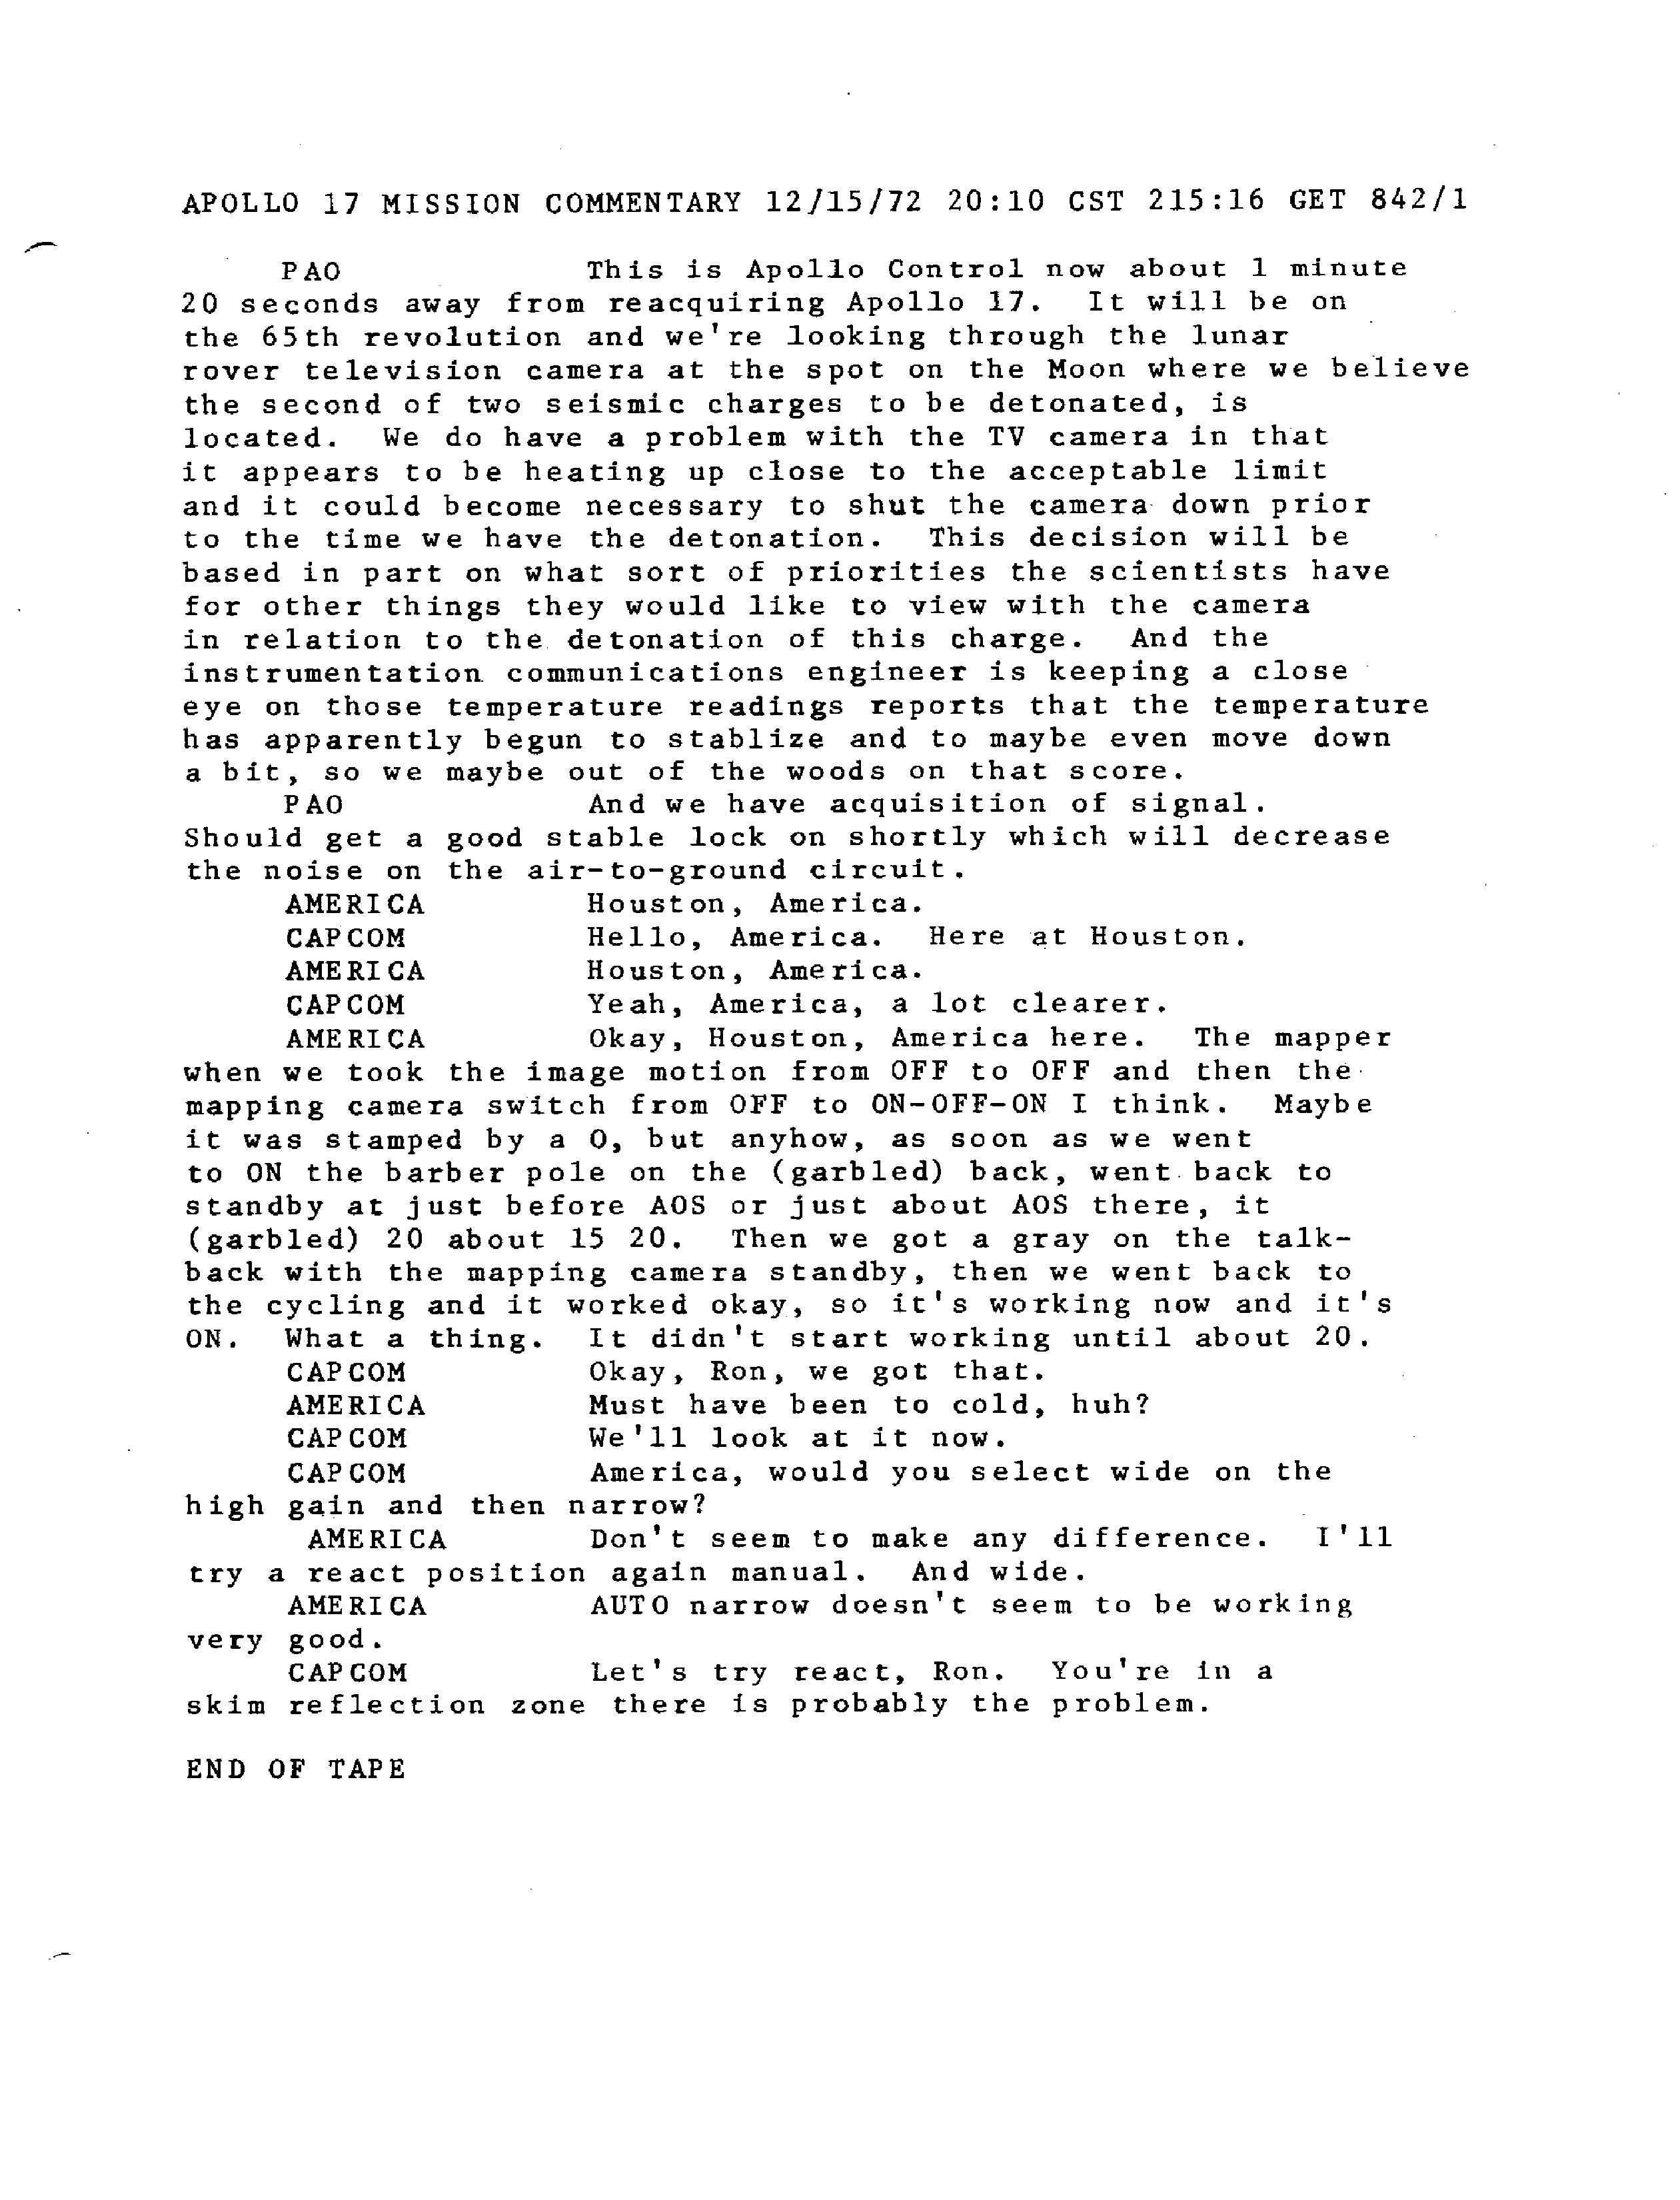 APOLLO 17 MISSION COMMENTARY 12/15/72 20:10 CST 215:16 GET 842/1
PAO This is Apollo Control now about 1 minute
20 seconds away from reacquiring Apollo 17. It will be on
the 65th revolution and we're looking through the lunar
rover television camera at the spot on the Moon where we believe
the second of two seismic charges to be detonated, is
located. We do have a problem with the TV camera in that
it appears to be heating up close to the acceptable limit
and it could become necessary to shut the camera down prior
to the time we have the detonation. This decision will be
based in part on what sort of priorities the scientists have
for other things they would like to view with the camera
in relation to the detonation of this charge. And the
instrumentation communications engineer is keeping a close
eye on those temperature readings reports that the temperature
has apparently begun to stablize and to maybe even move down
a bit, so we maybe out of the woods on that score.
PAO And we have acquisition of signal.
Should get a good stable lock on shortly which will decrease
the noise on the air-to-ground circuit.
AMERICA Houston, America.
CAPCOM Hello, America. Here at Houston.
AMERICA Houston, America.
CAPCOM Yeah, America, a lot clearer.
AMERICA Okay, Houston, America here. The mapper
when we took the image motion from OFF to OFF and then the
mapping camera switch from OFF to ON-OFF-ON I think. Maybe
it was stamped by a O, but anyhow, as soon as we went
to ON the barber pole on the (garbled) back, went back to
standby at just before AOS or just about AOS there, it
(garbled) 20 about 15 20. Then we got a gray on the talk-
back with the mapping camera standby, then we went back to
the cycling and it worked okay, so it's working now and it's
ON. What a thing. It didn't start working until about 20.
CAPCOM Okay, Ron, we got that.
AMERICA Must have been to cold, huh?
CAPCOM We'll look at it now.
CAPCOM America, would you select wide on the
high gain and then narrow?
AMERICA Don't seem to make any difference. I'll
try a react position again manual. And wide.
AMERICA AUTO narrow doesn't seem to be working
very good.
CAPCOM Let's try react, Ron. You're in a
skim reflection zone there is probably the problem.
END OF TAPE